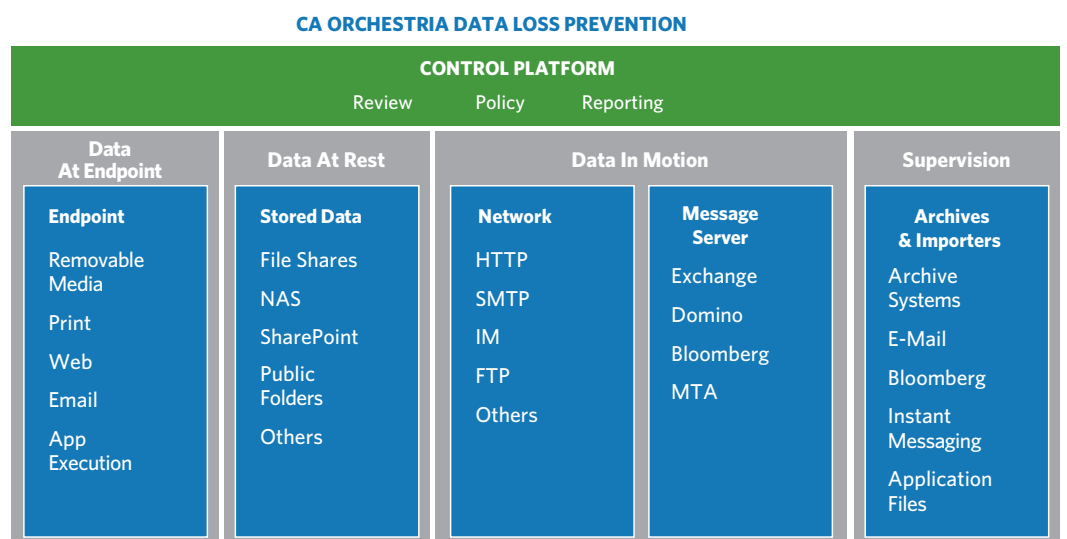 CA ORCHESTRIA DATA LOSS PREVENTION
CONTROL PLATFORM
Review Policy Reporting
Data
At Endpoint
Endpoint
Removable
Media
Print
Web
Email
App
Execution
Data At Rest
Stored Data
File Shares
NAS
SharePoint
Public
Folders
Others
Data In Motion
Network
HTTP
SMTP
IM
FTP
Others
Message
Server
Exchange
Domino
Bloomberg
MTA
Supervision
Archives
& Importers
Archive
Systems
E-Mail
Bloomberg
Instant
Messaging
Application
Files